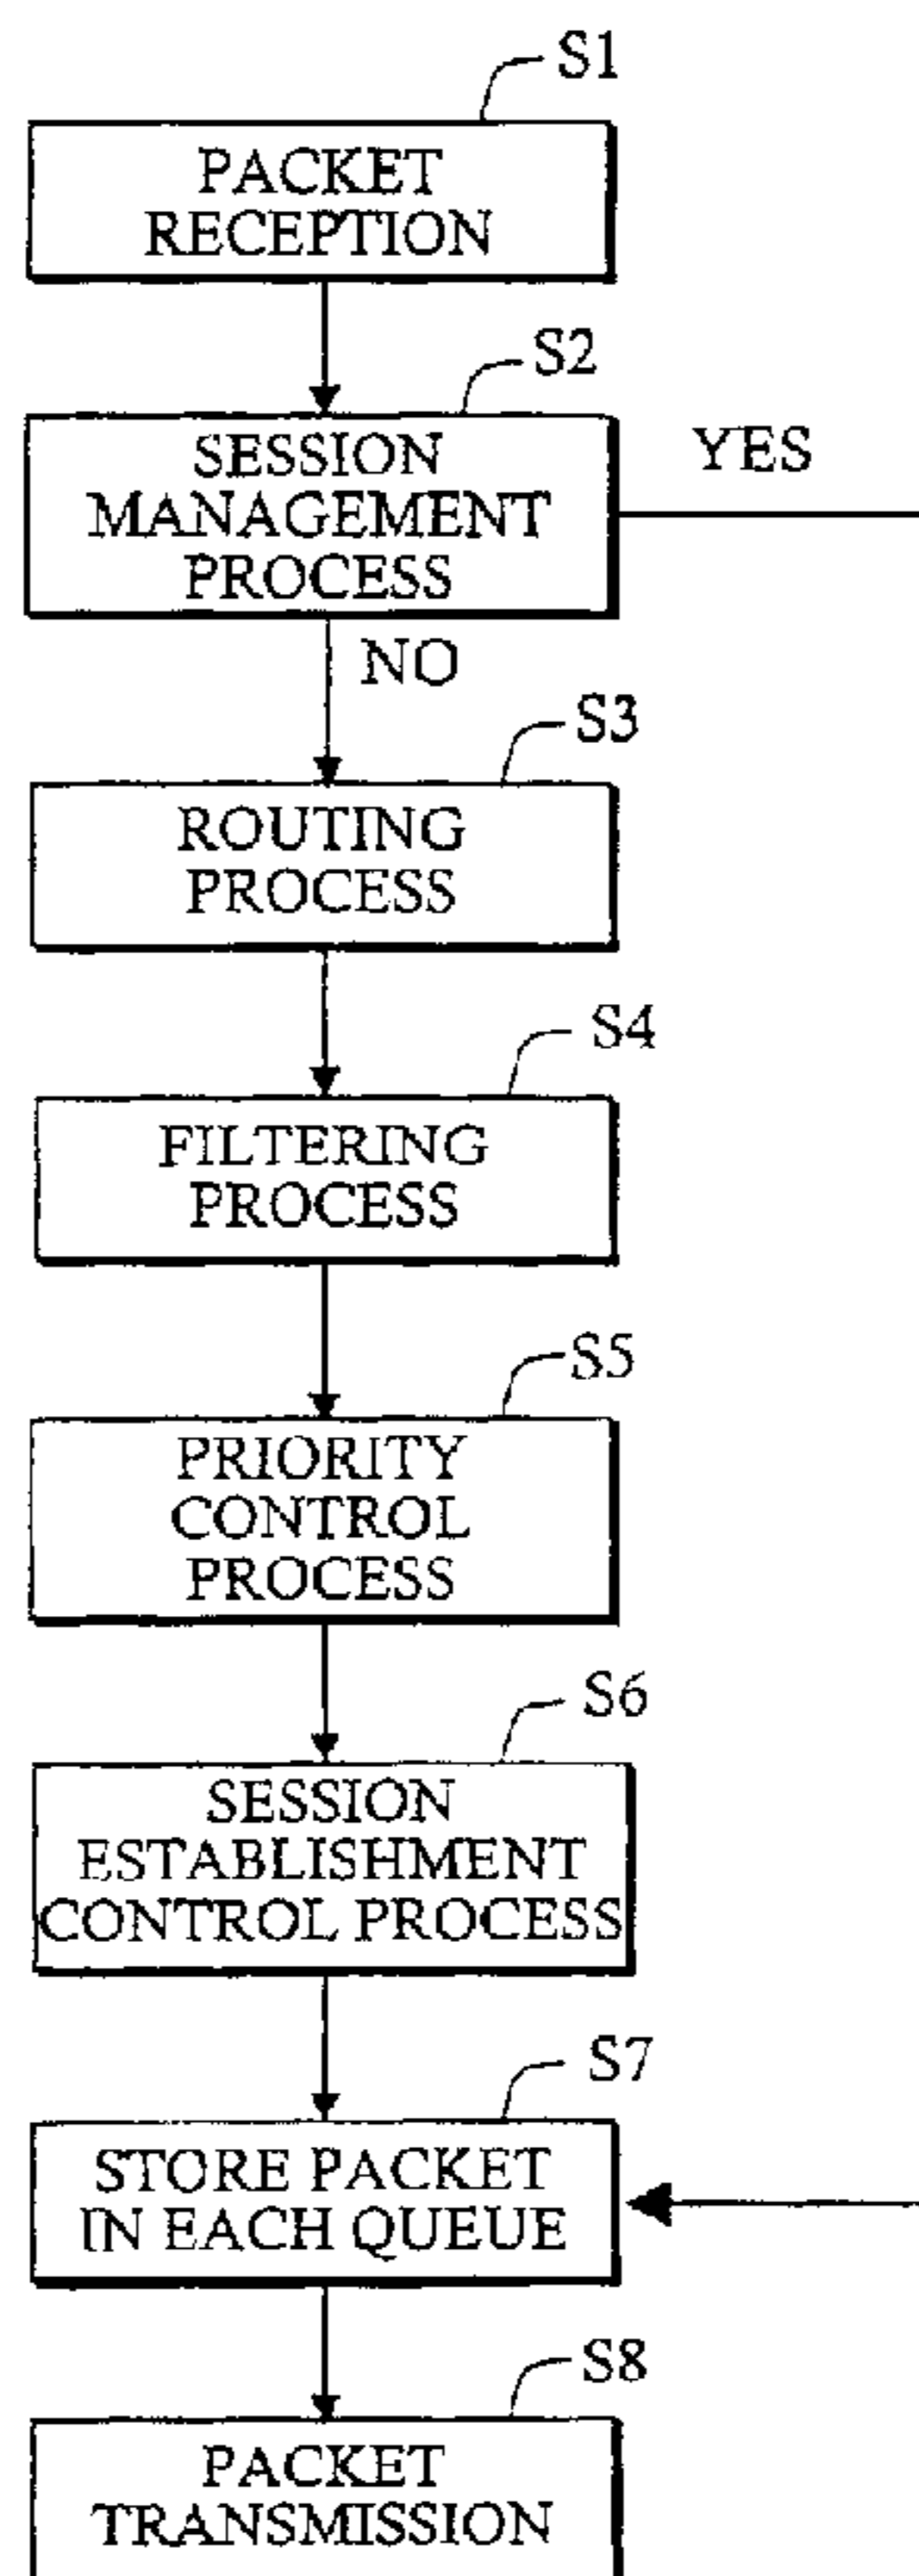 S1
PACKET
RECEPTION
S2
SESSION
MANAGEMENT
PROCESS
YES
NO
S3
ROUTING
PROCESS
S4
FILTERING
PROCESS
S5
PRIORITY
CONTROL
PROCESS
S6
SESSION
ESTABLISHMENT
CONTROL PROCESS
S7
STORE PACKET
IN EACH QUEUE
S8
PACKET
TRANSMISSION